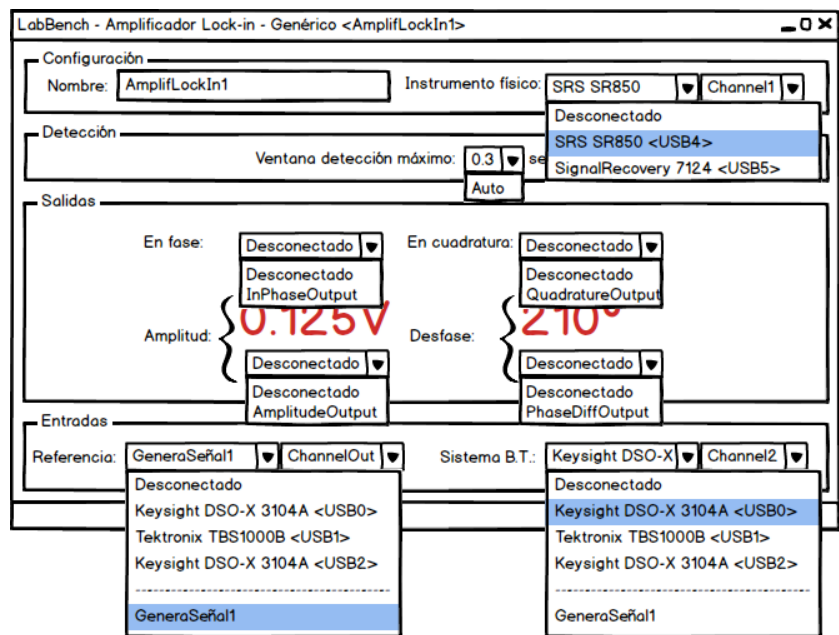 LabBench - Amplificador Lock-in - Genérico <AmplifLockIn1>
Configuración
Nombre: AmplifLockIn1 Instrumento físico: SRS SR850 Channel1
Desconectado
SRS SR850 <USB4>
SignalRecovery 7124 <USB5>
Detección
Ventana detección máximo: 0.3 se
Auto
Salidas
En fase: Desconectado En cuadratura: Desconectado
Desconectado Desconectado
InPhaseOutput QuadratureOutput
Amplitud: 0.125V Desfase: 210º
Desconectado Desconectado
Desconectado Desconectado
AmplitudeOutput PhaseDiffOutput
Entradas
Referencia: GeneraSeñal1 ChannelOut Sistema B.T.: Keysight DSO-X Channel2
Desconectado Desconectado
Keysight DSO-X 3104A <USB0> Keysight DSO-X 3104A <USB0>
Tektronix TBS1000B <USB1> Tektronix TBS1000B <USB1>
Keysight DSO-X 3104A <USB2> Keysight DSO-X 3104A <USB2>
GeneraSeñal1 GeneraSeñal1